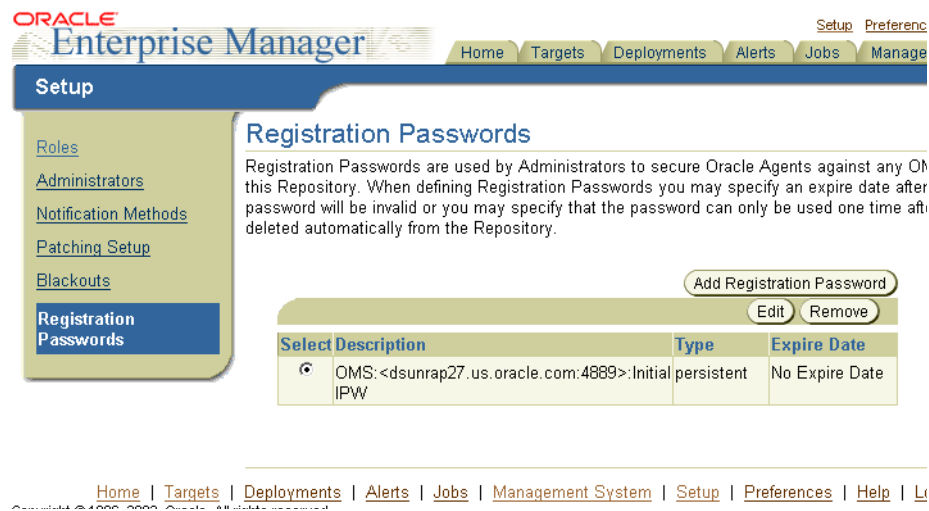 ORACLE
Enterprise Manager
Setup Preferenc
Home Targets Deployments Alerts Jobs Manage
Setup
Roles
Administrators
Notification Methods
Patching Setup
Blackouts
Registration
Passwords
Registration Passwords
Registration Passwords are used by Administrators to secure Oracle Agents against any OM
this Repository. When defining Registration Passwords you may specify an expire date after
password will be invalid or you may specify that the password can only be used one time afte
deleted automatically from the Repository.
Add Registration Password
Edit Remove
Select Description Type Expire Date
OMS:<dsunrap27.us.oracle.com:4889>:Initial persistent No Expire Date
IPW
Home | Targets | Deployments | Alerts | Jobs | Management System | Setup | Preferences | Help | Lo